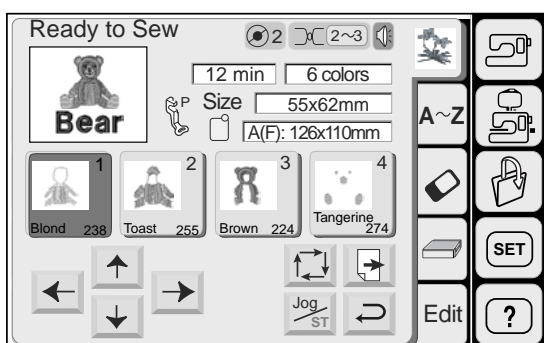 Ready to Sew
2
2~3
12 min
6 colors
P
Size
55x62mm
A(F): 126x110mm
Bear
A~Z
1
Blond 238
2
Toast 255
3
Brown 224
4
Tangerine
274
SET
Jog
ST
Edit
?